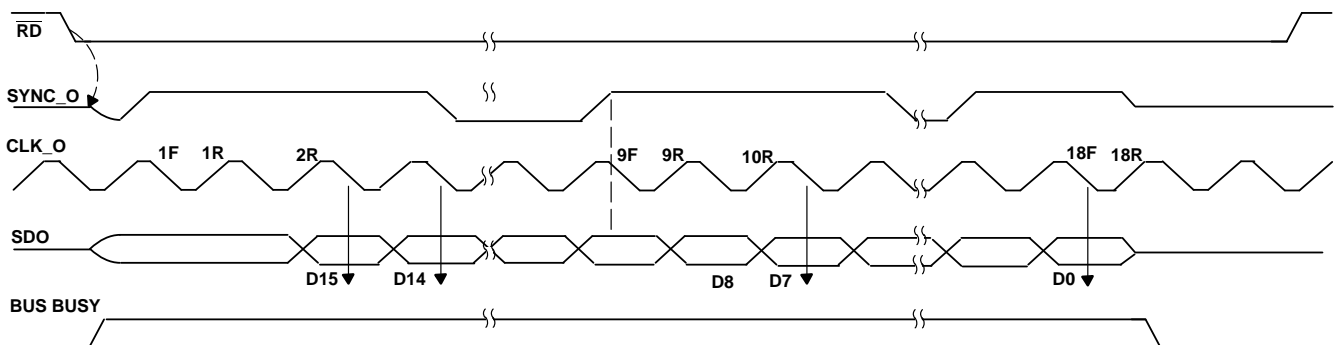 RD
SYNC_O
CLK_O
1F 1R 2R 9F 9R 10R 18F 18R
SDO
D15 D14 D8 D7 D0
BUS BUSY